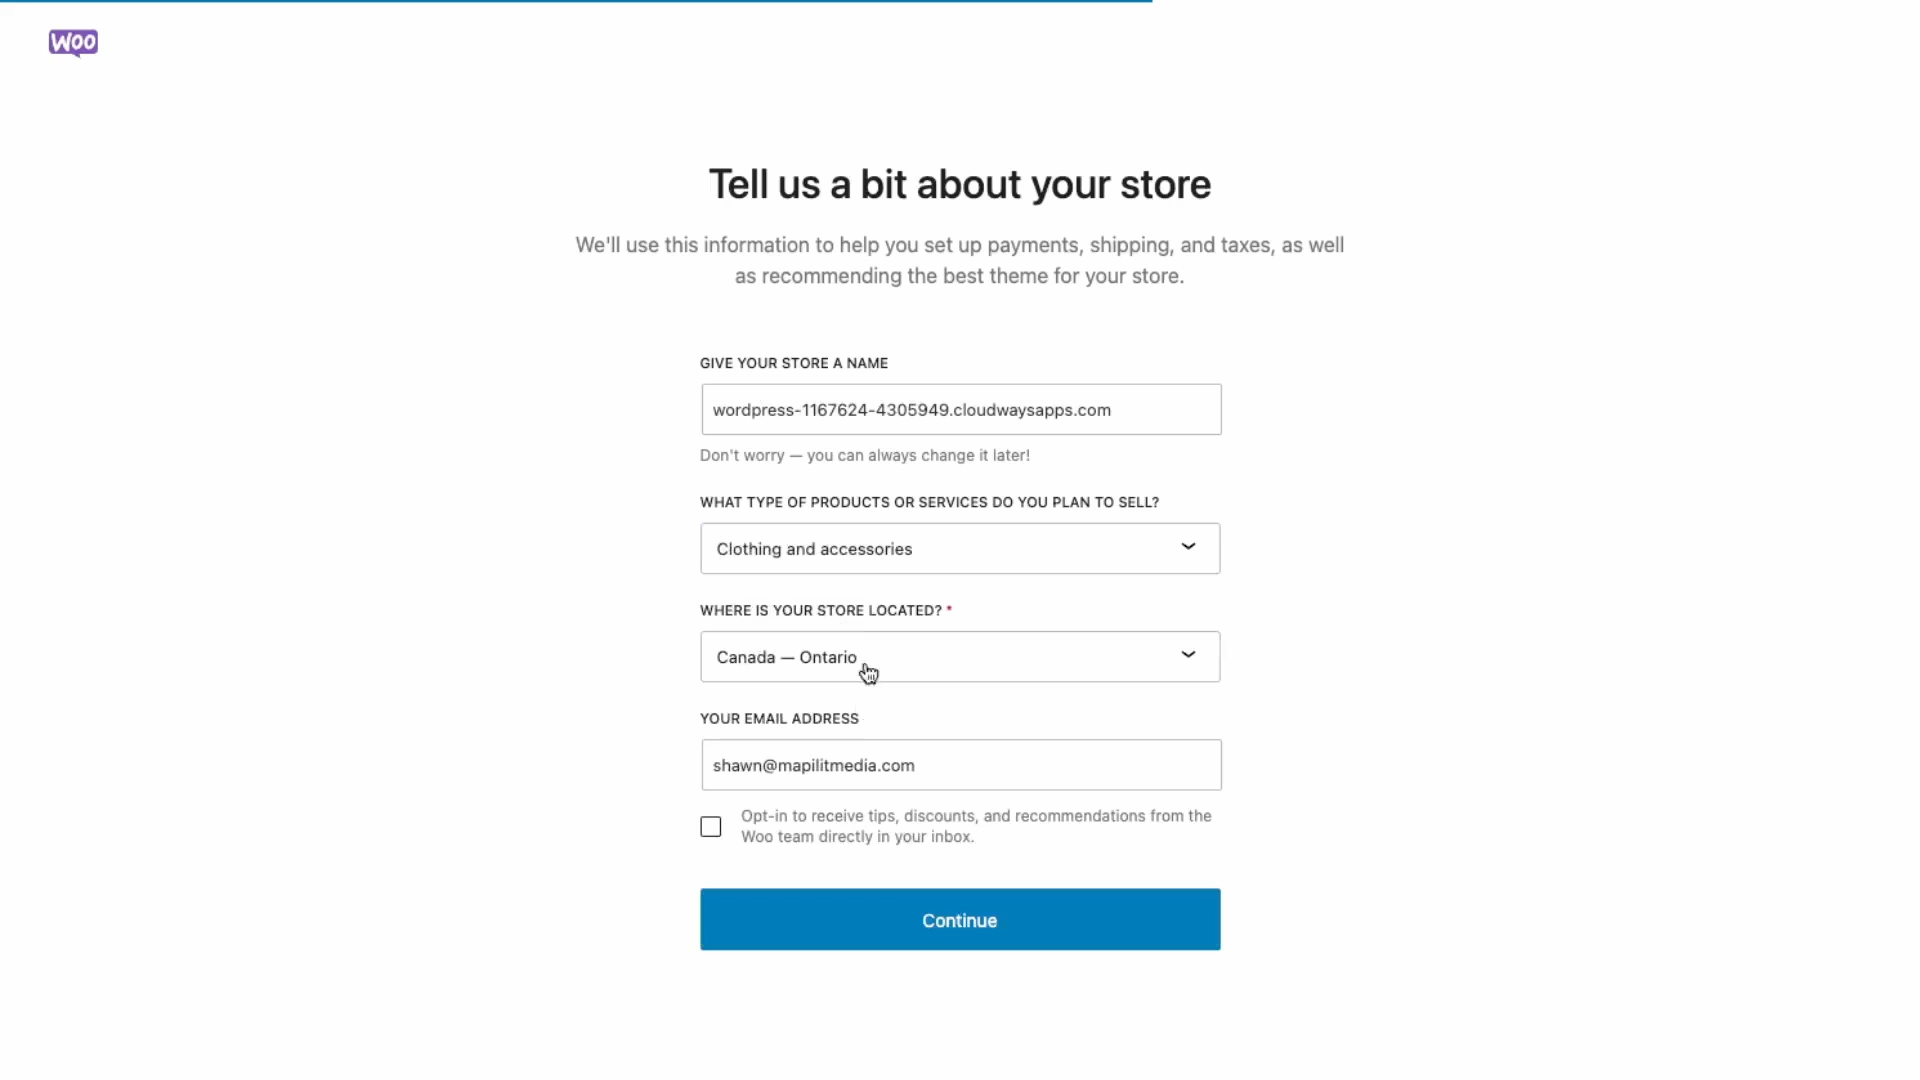 Woo
Tell us a bit about your store
We'll use this information to help you set up payments, shipping, and taxes, as well
as recommending the best theme for your store.
GIVE YOUR STORE A NAME
wordpress-1167624-4305949.cloudwaysapps.com
Don't worry — you can always change it later!
WHAT TYPE OF PRODUCTS OR SERVICES DO YOU PLAN TO SELL?
Clothing and accessories
WHERE IS YOUR STORE LOCATED? *
Canada — Ontario
YOUR EMAIL ADDRESS
shawn@mapilitmedia.com
Opt-in to receive tips, discounts, and recommendations from the
Woo team directly in your inbox.
Continue